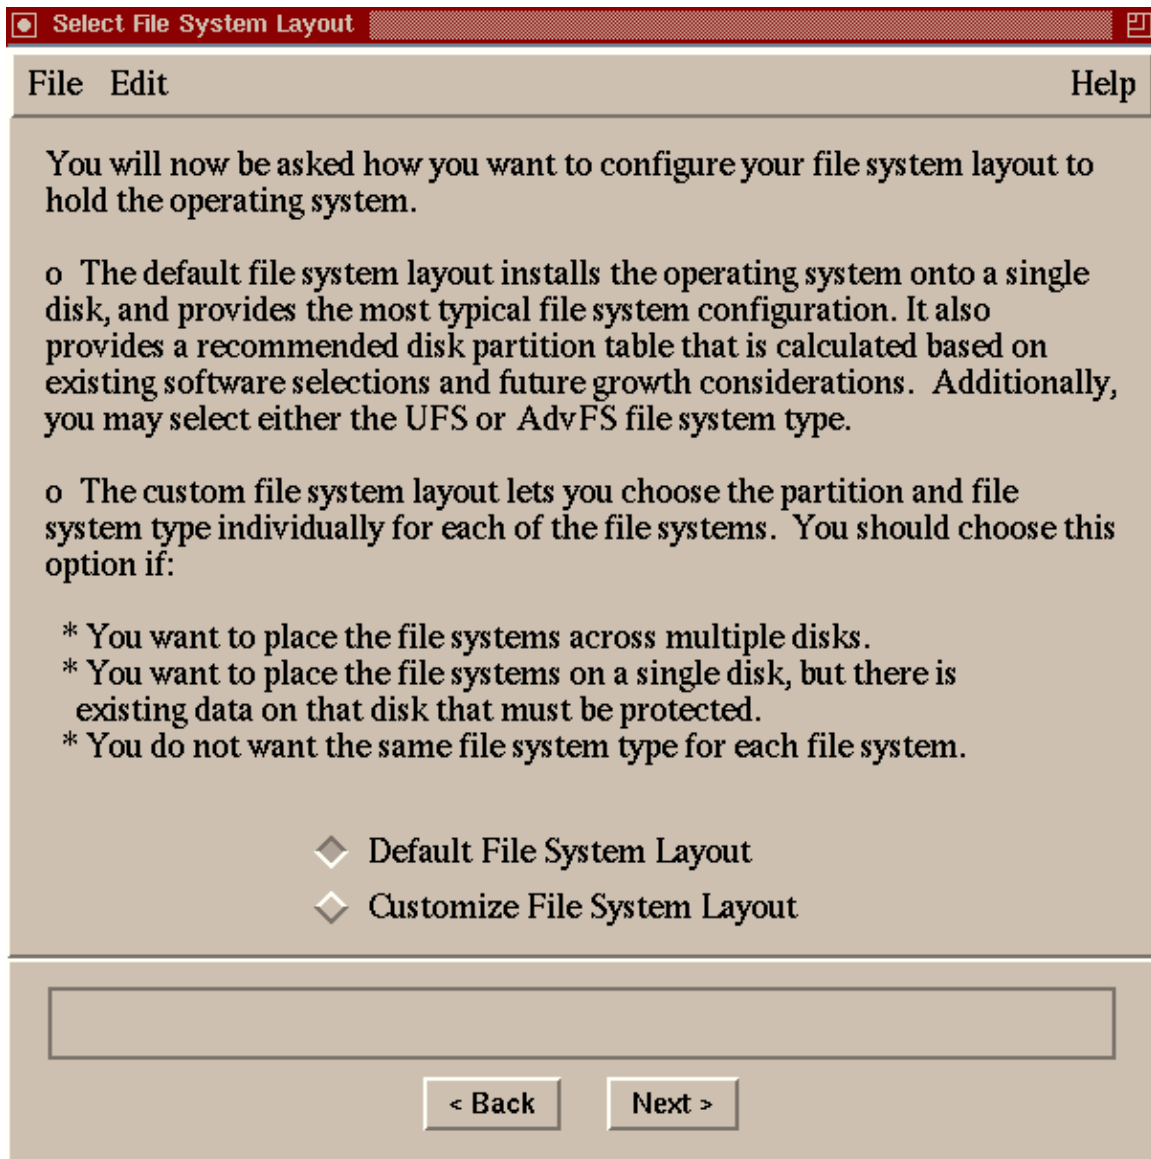 Select File System Layout
File Edit Help
You will now be asked how you want to configure your file system layout to
hold the operating system.
o The default file system layout installs the operating system onto a single
disk, and provides the most typical file system configuration. It also
provides a recommended disk partition table that is calculated based on
existing software selections and future growth considerations. Additionally,
you may select either the UFS or AdvFS file system type.
o The custom file system layout lets you choose the partition and file
system type individually for each of the file systems. You should choose this
option if:
* You want to place the file systems across multiple disks.
* You want to place the file systems on a single disk, but there is
existing data on that disk that must be protected.
* You do not want the same file system type for each file system.
Default File System Layout
Customize File System Layout
< Back Next >